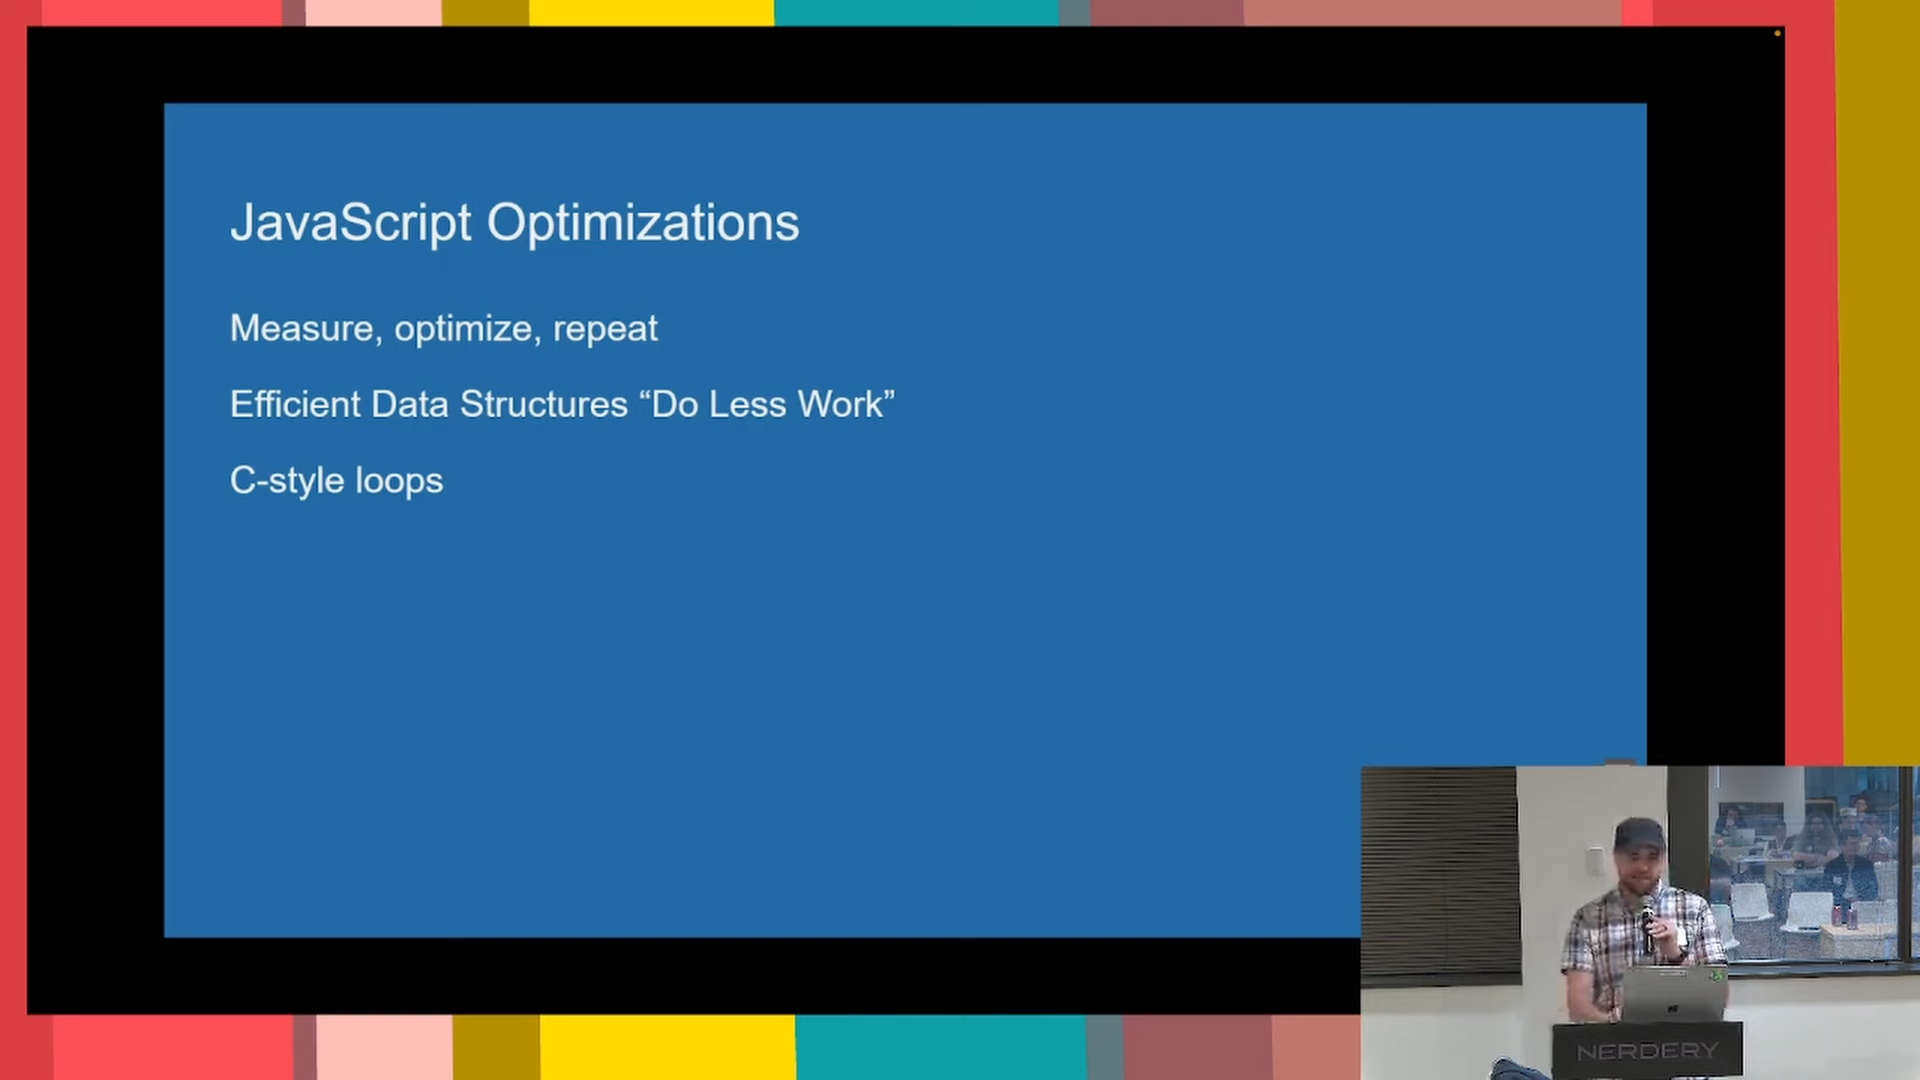 JavaScript Optimizations
Measure, optimize, repeat
Efficient Data Structures “Do Less Work”
C-style loops
NERDERY